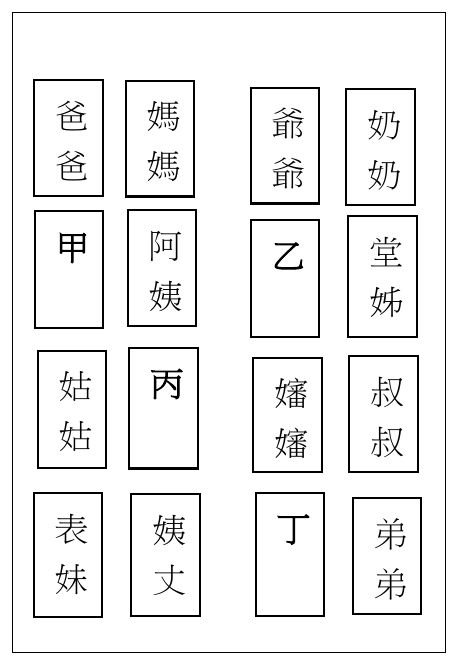 爸爸 媽媽 爺爺 奶奶
甲 阿姨 乙 堂姊
姑姑 丙 嬸嬸 叔叔
表妹 姨丈 丁 弟弟